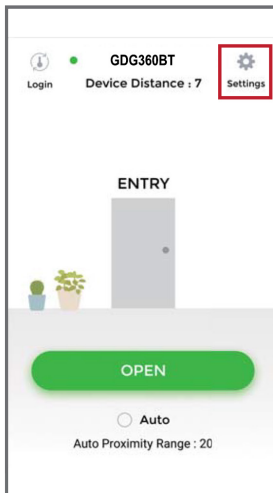 GDG360BT
Login Device Distance : 7 Settings
ENTRY
OPEN
Auto
Auto Proximity Range : 20